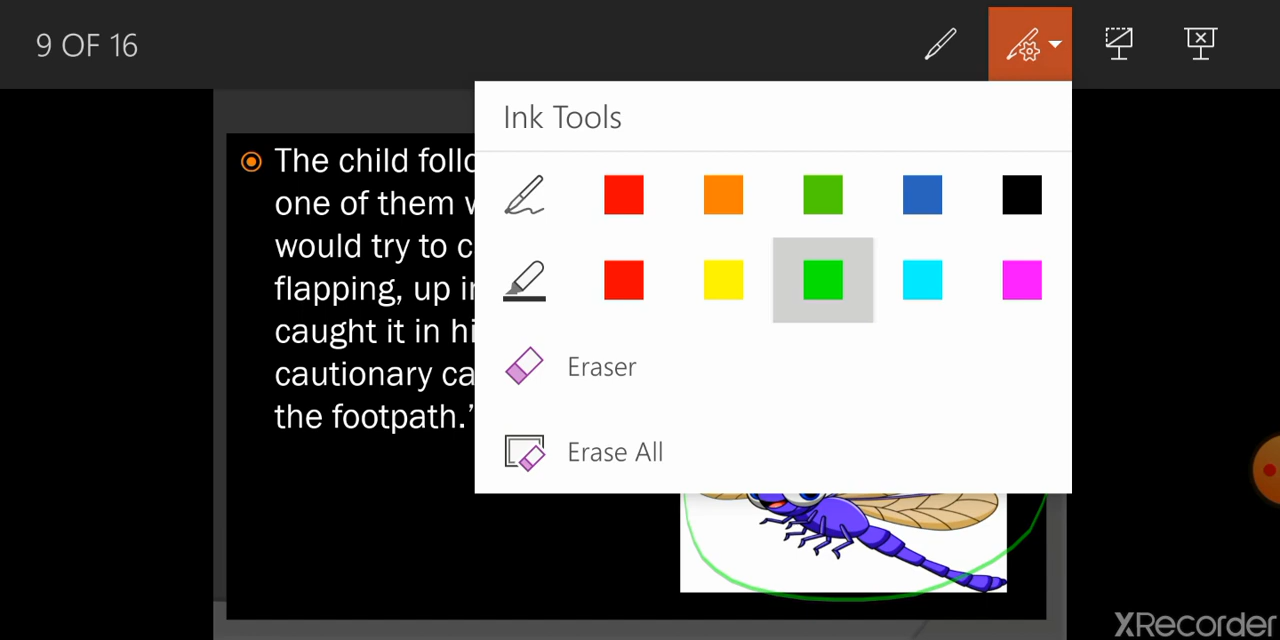 9 OF 16
Ink Tools
The child follo
one of them w
would try to c
flapping, up in
caught it in hi
cautionary ca
the footpath.”
Eraser
Erase All
XRecorder